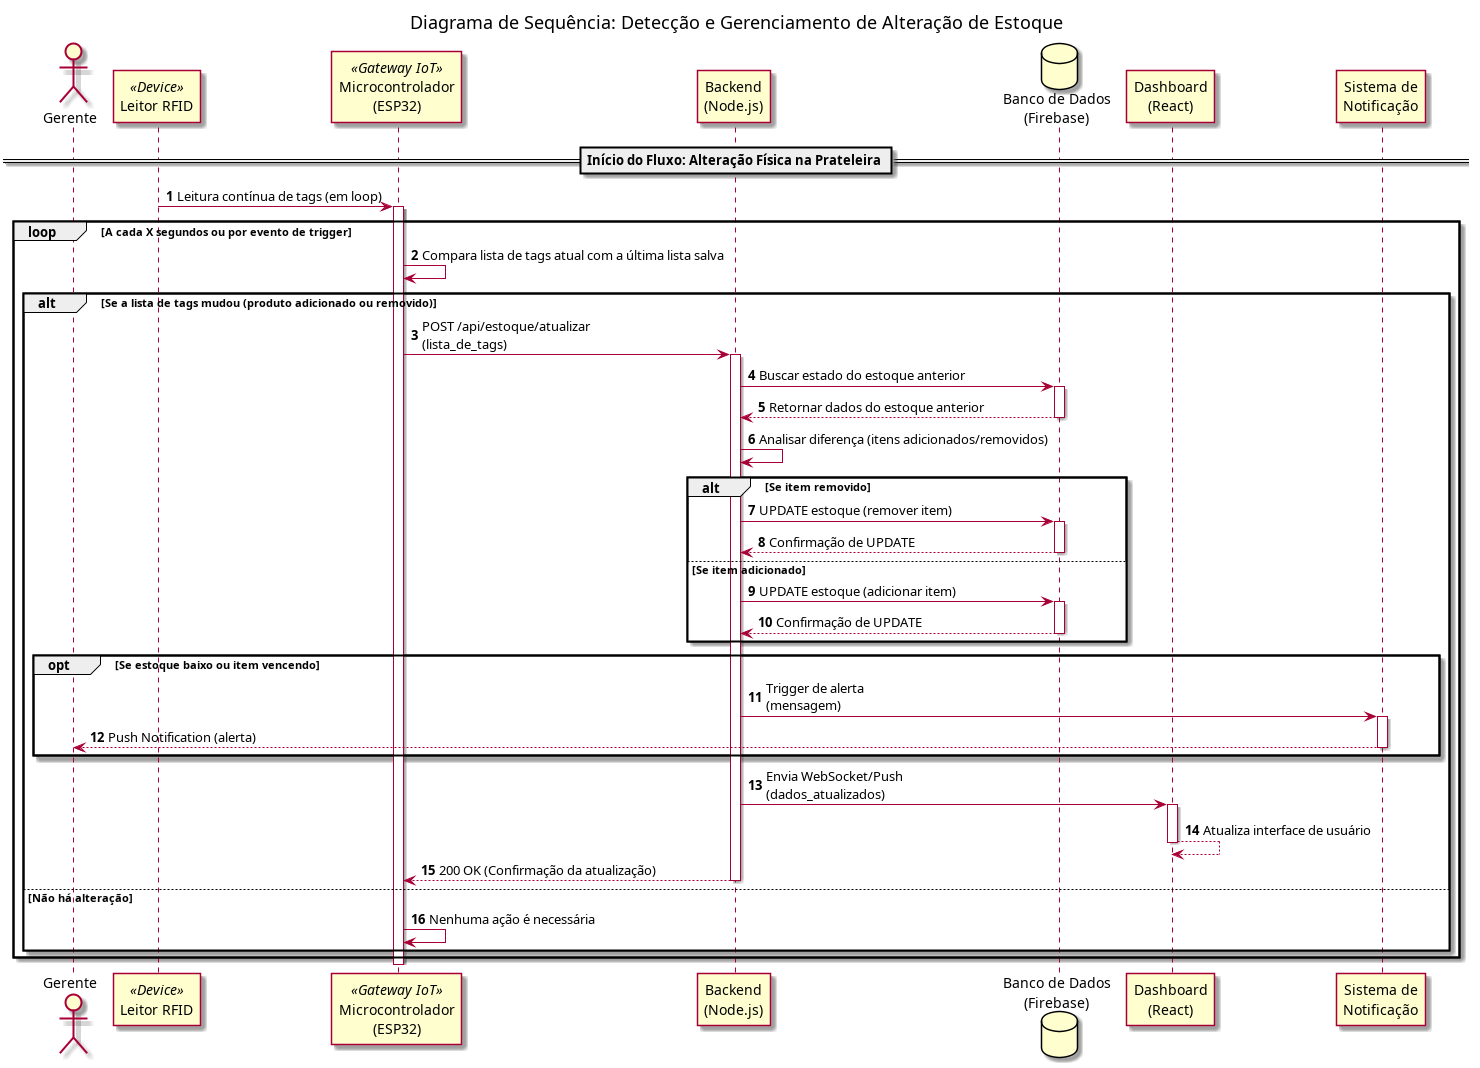 Diagrama de Sequência: Detecção e Gerenciamento de Alteração de Estoque
Gerente
«Device»
Leitor RFID
«Gateway IoT»
Microcontrolador
(ESP32)
Backend
(Node.js)
Banco de Dados
(Firebase)
Dashboard
(React)
Sistema de
Notificação
Início do Fluxo: Alteração Física na Prateleira
1 Leitura contínua de tags (em loop)
loop [A cada X segundos ou por evento de trigger]
2 Compara lista de tags atual com a última lista salva
alt [Se a lista de tags mudou (produto adicionado ou removido)]
3 POST /api/estoque/atualizar
(lista_de_tags)
4 Buscar estado do estoque anterior
5 Retornar dados do estoque anterior
6 Analisar diferença (itens adicionados/removidos)
alt [Se item removido]
7 UPDATE estoque (remover item)
8 Confirmação de UPDATE
[Se item adicionado]
9 UPDATE estoque (adicionar item)
10 Confirmação de UPDATE
opt [Se estoque baixo ou item vencendo]
11 Trigger de alerta
(mensagem)
12 Push Notification (alerta)
13 Envia WebSocket/Push
(dados_atualizados)
14 Atualiza interface de usuário
15 200 OK (Confirmação da atualização)
[Não há alteração]
16 Nenhuma ação é necessária
Gerente
«Device»
Leitor RFID
«Gateway IoT»
Microcontrolador
(ESP32)
Backend
(Node.js)
Banco de Dados
(Firebase)
Dashboard
(React)
Sistema de
Notificação